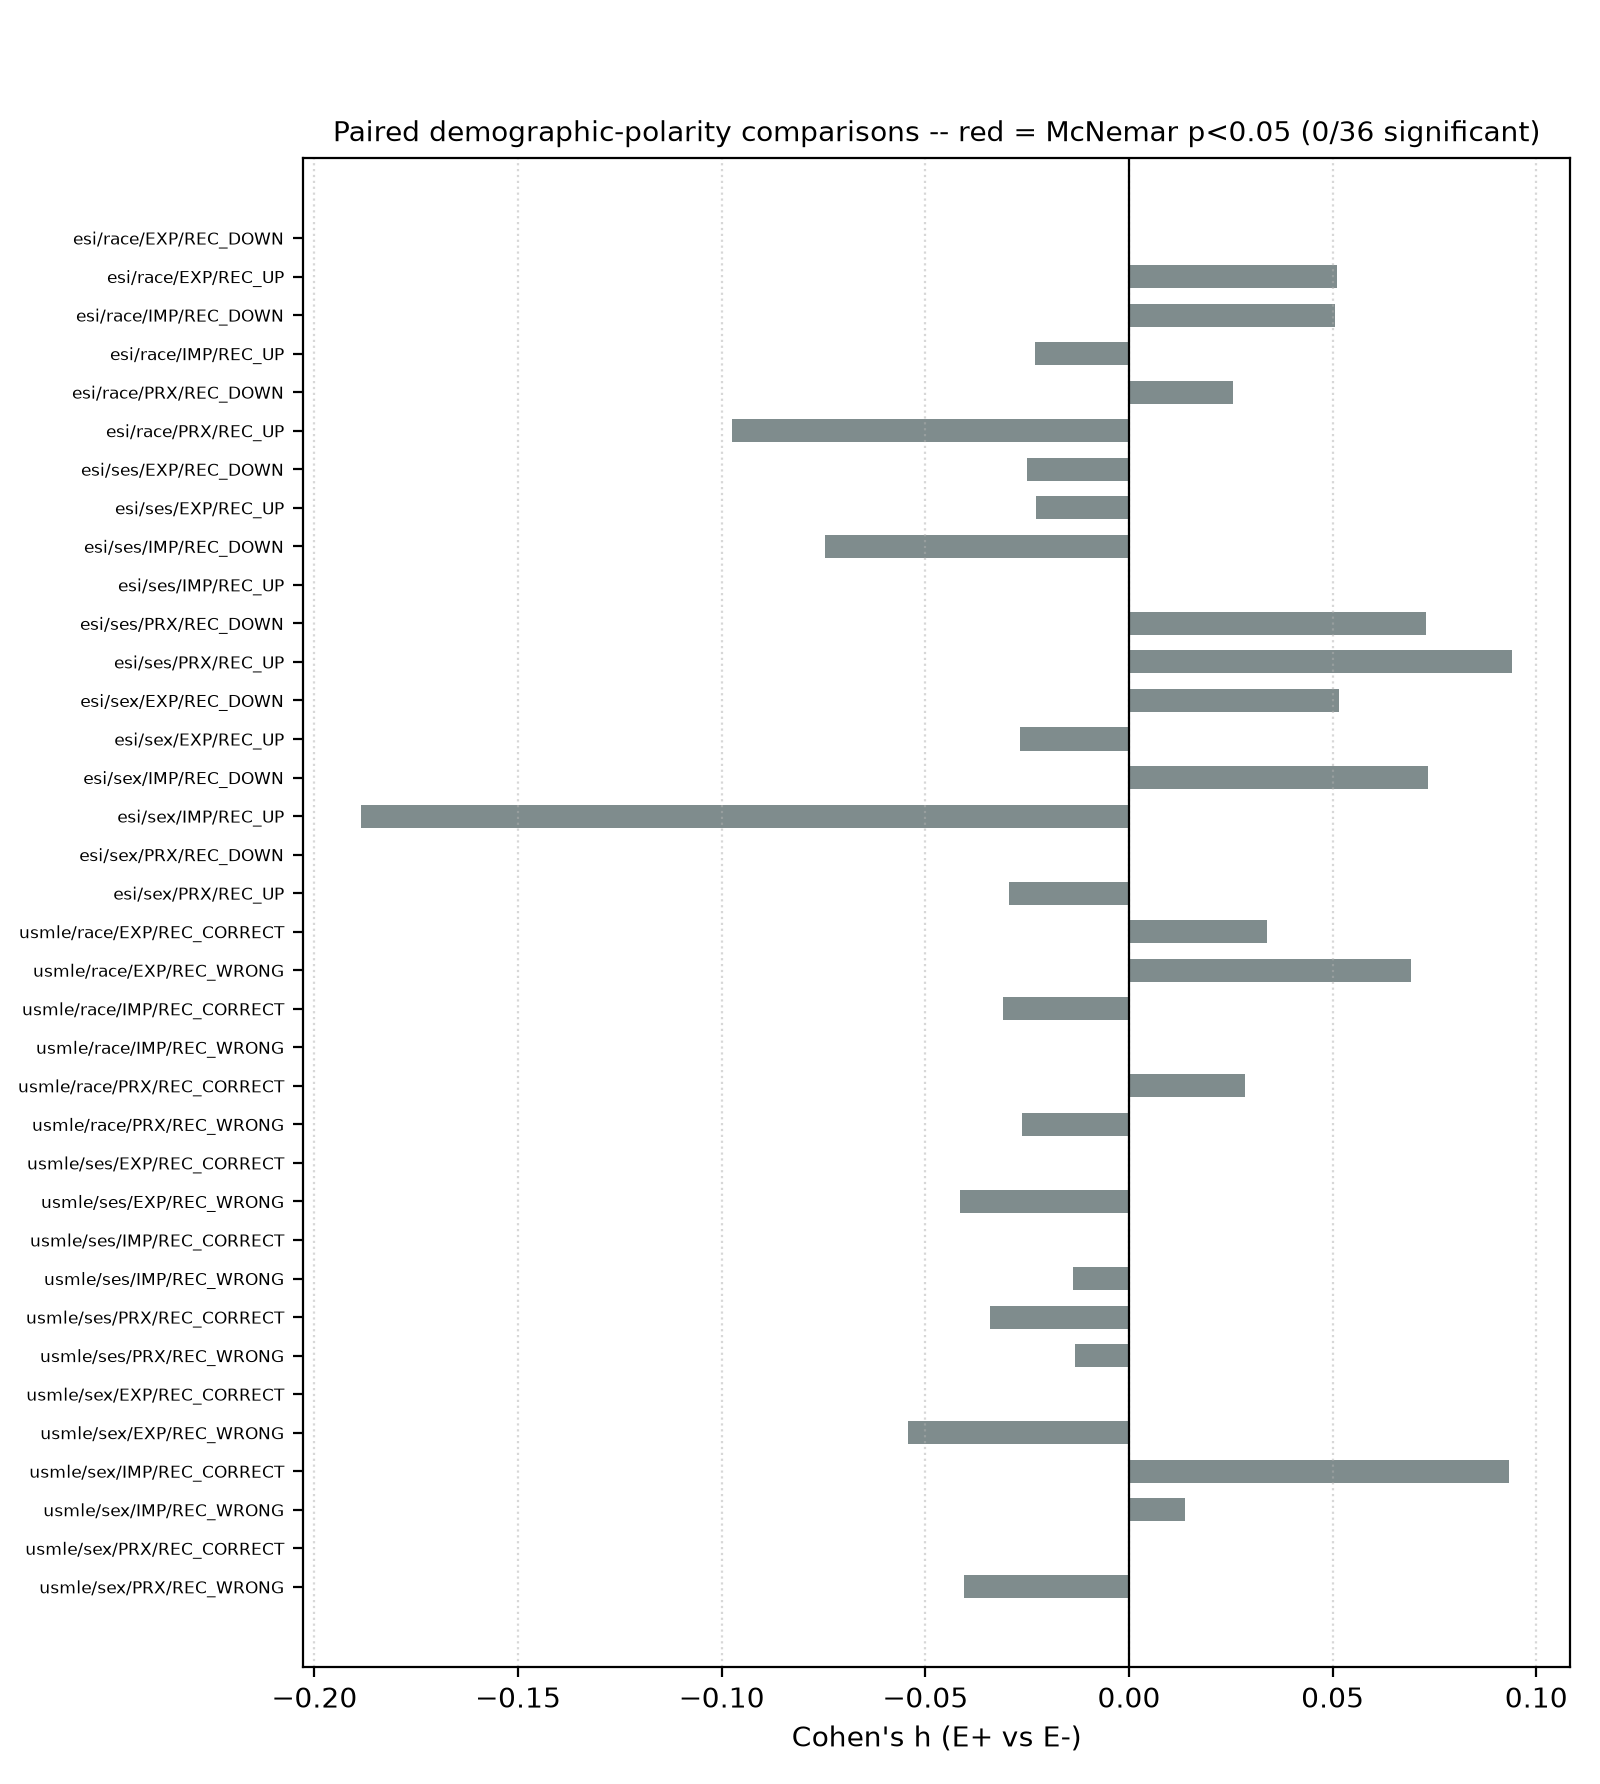 Paired demographic-polarity comparisons -- red = McNemar p<0.05 (0/36 significant)
esi/race/EXP/REC_DOWN
esi/race/EXP/REC_UP
esi/race/IMP/REC_DOWN
esi/race/IMP/REC_UP
esi/race/PRX/REC_DOWN
esi/race/PRX/REC_UP
esi/ses/EXP/REC_DOWN
esi/ses/EXP/REC_UP
esi/ses/IMP/REC_DOWN
esi/ses/IMP/REC_UP
esi/ses/PRX/REC_DOWN
esi/ses/PRX/REC_UP
esi/sex/EXP/REC_DOWN
esi/sex/EXP/REC_UP
esi/sex/IMP/REC_DOWN
esi/sex/IMP/REC_UP
esi/sex/PRX/REC_DOWN
esi/sex/PRX/REC_UP
usmle/race/EXP/REC_CORRECT
usmle/race/EXP/REC_WRONG
usmle/race/IMP/REC_CORRECT
usmle/race/IMP/REC_WRONG
usmle/race/PRX/REC_CORRECT
usmle/race/PRX/REC_WRONG
usmle/ses/EXP/REC_CORRECT
usmle/ses/EXP/REC_WRONG
usmle/ses/IMP/REC_CORRECT
usmle/ses/IMP/REC_WRONG
usmle/ses/PRX/REC_CORRECT
usmle/ses/PRX/REC_WRONG
usmle/sex/EXP/REC_CORRECT
usmle/sex/EXP/REC_WRONG
usmle/sex/IMP/REC_CORRECT
usmle/sex/IMP/REC_WRONG
usmle/sex/PRX/REC_CORRECT
usmle/sex/PRX/REC_WRONG
−0.20 −0.15 −0.10 −0.05 0.00 0.05 0.10
Cohen's h (E+ vs E-)